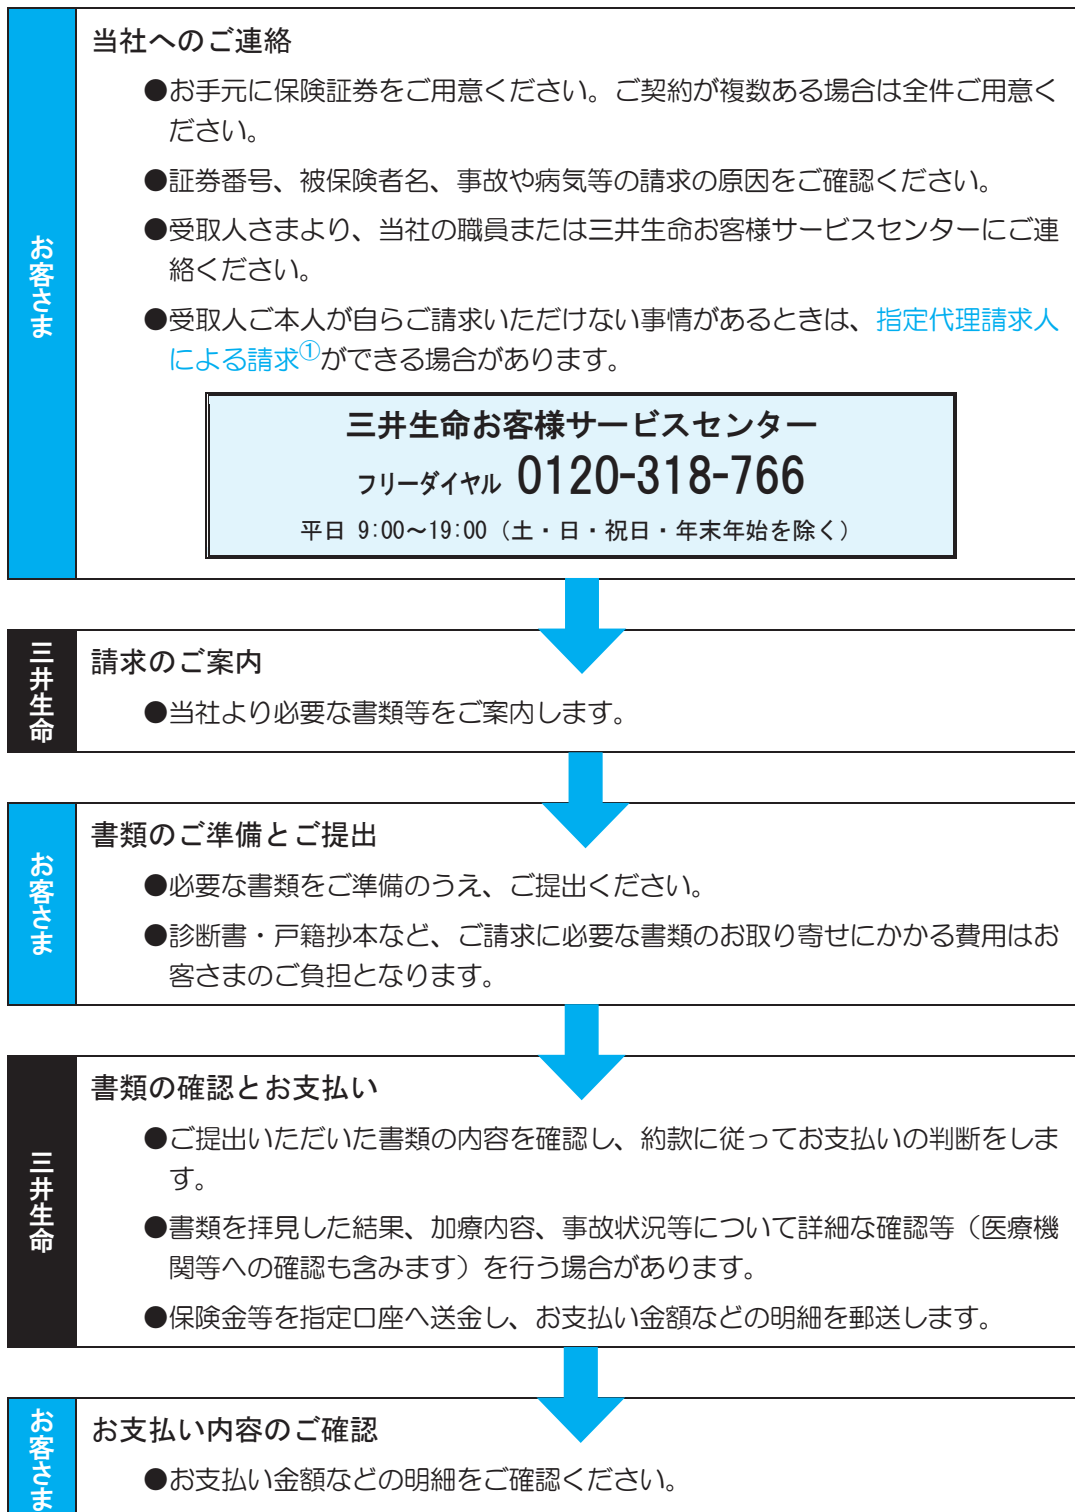 お客さま
当社へのご連絡
●お手元に保険証券をご用意ください。ご契約が複数ある場合は全件ご用意く
ださい。
●証券番号、被保険者名、事故や病気等の請求の原因をご確認ください。
●受取人さまより、当社の職員または三井生命お客様サービスセンターにご連
絡ください。
●受取人ご本人が自らご請求いただけない事情があるときは、指定代理請求人
による請求①ができる場合があります。
三井生命お客様サービスセンター
フリーダイヤル 0120-318-766
平日 9:00～19:00（土・日・祝日・年末年始を除く）
三井生命
請求のご案内
●当社より必要な書類等をご案内します。
お客さま
書類のご準備とご提出
●必要な書類をご準備のうえ、ご提出ください。
●診断書・戸籍抄本など、ご請求に必要な書類のお取り寄せにかかる費用はお
客さまのご負担となります。
三井生命
書類の確認とお支払い
●ご提出いただいた書類の内容を確認し、約款に従ってお支払いの判断をしま
す。
●書類を拝見した結果、加療内容、事故状況等について詳細な確認等（医療機
関等への確認も含みます）を行う場合があります。
●保険金等を指定口座へ送金し、お支払い金額などの明細を郵送します。
お客さま
お支払い内容のご確認
●お支払い金額などの明細をご確認ください。